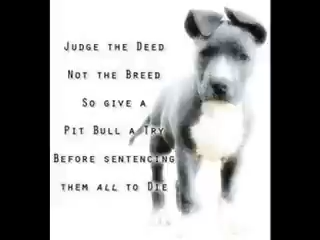 Judge the Deed
Not the Breed
So give a
Pit Bull a Try
Before sentencing
them all to Die